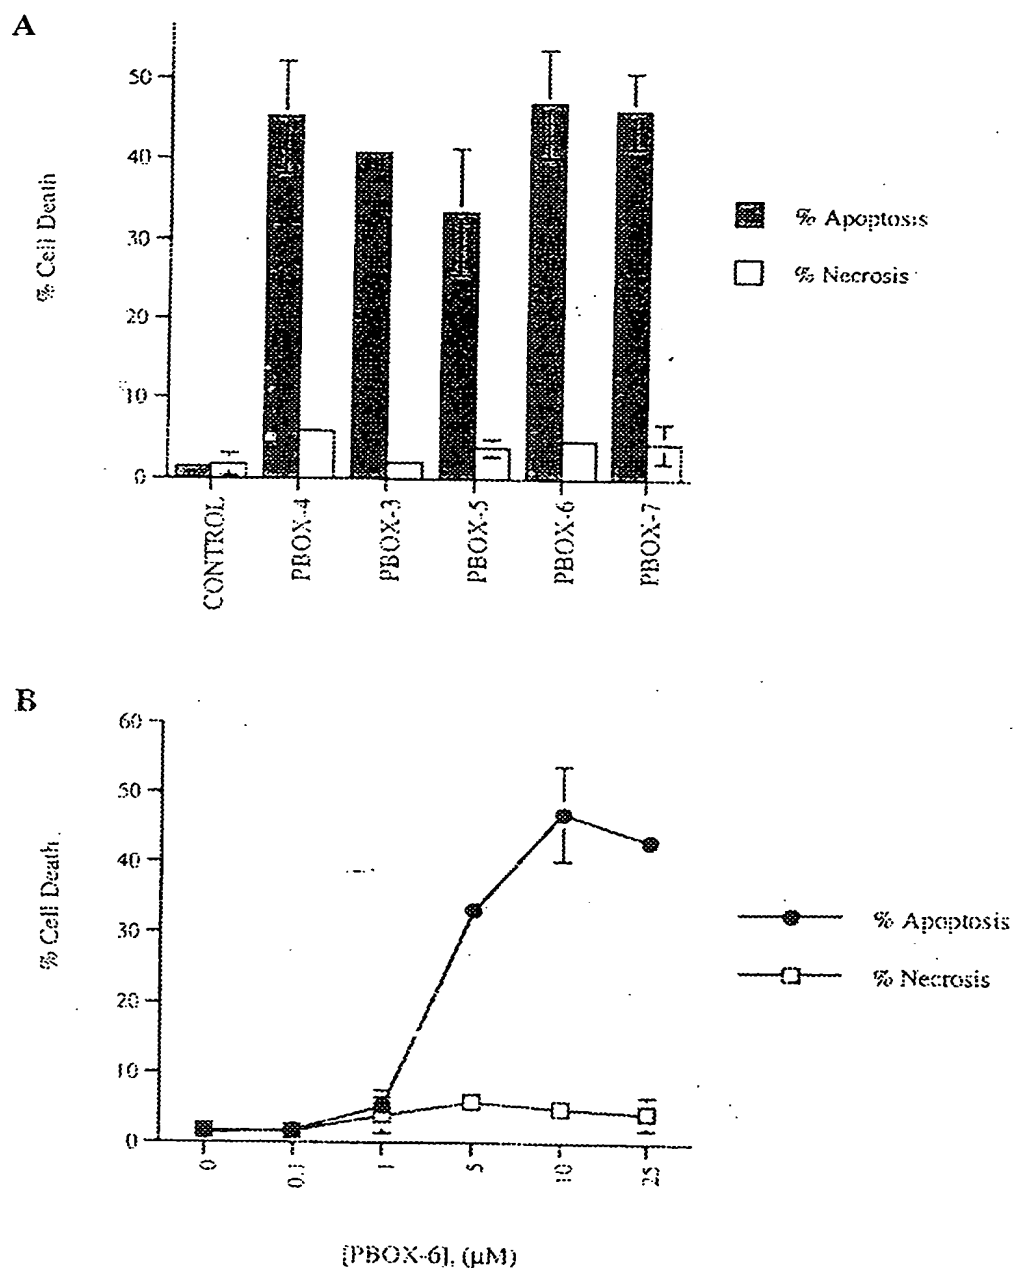 A
50
40
30
20
10
0
% Cell Death
CONTROL
PBOX-4
PBOX-3
PBOX-5
PBOX-6
PBOX-7
% Apoptosis
% Necrosis
B
60
50
40
30
20
10
0
% Cell Death
0
0.1
1
5
10
25
[PBOX-6], (µM)
% Apoptosis
% Necrosis